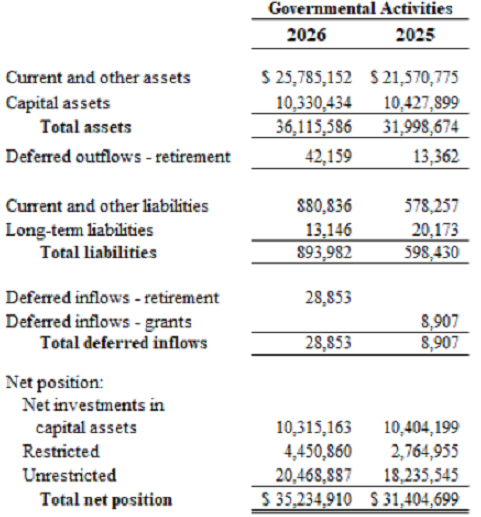 Governmental Activities
2026 2025
Current and other assets $ 25,785,152 $ 21,570,775
Capital assets 10,330,434 10,427,899
Total assets 36,115,586 31,998,674
Deferred outflows - retirement 42,159 13,362
Current and other liabilities 880,836 578,257
Long-term liabilities 13,146 20,173
Total liabilities 893,982 598,430
Deferred inflows - retirement 28,853
Deferred inflows - grants 8,907
Total deferred inflows 28,853 8,907
Net position:
Net investments in
capital assets 10,315,163 10,404,199
Restricted 4,450,860 2,764,955
Unrestricted 20,468,887 18,235,545
Total net position $ 35,234,910 $ 31,404,699